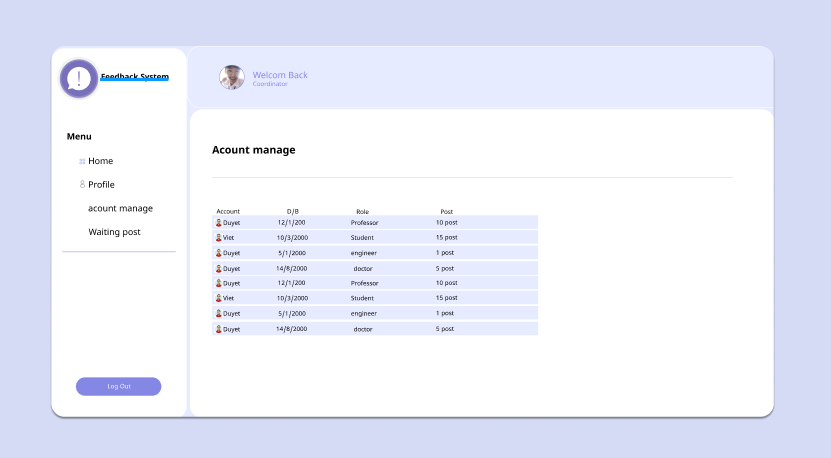 Feedback System
Welcom Back
Coordinator
Menu
Home
Profile
acount manage
Waiting post
Log Out
Acount manage
Account D/B Role Post
Duyet 12/1/200 Professor 10 post
Viet 10/3/2000 Student 15 post
Duyet 5/1/2000 engineer 1 post
Duyet 14/8/2000 doctor 5 post
Duyet 12/1/200 Professor 10 post
Viet 10/3/2000 Student 15 post
Duyet 5/1/2000 engineer 1 post
Duyet 14/8/2000 doctor 5 post